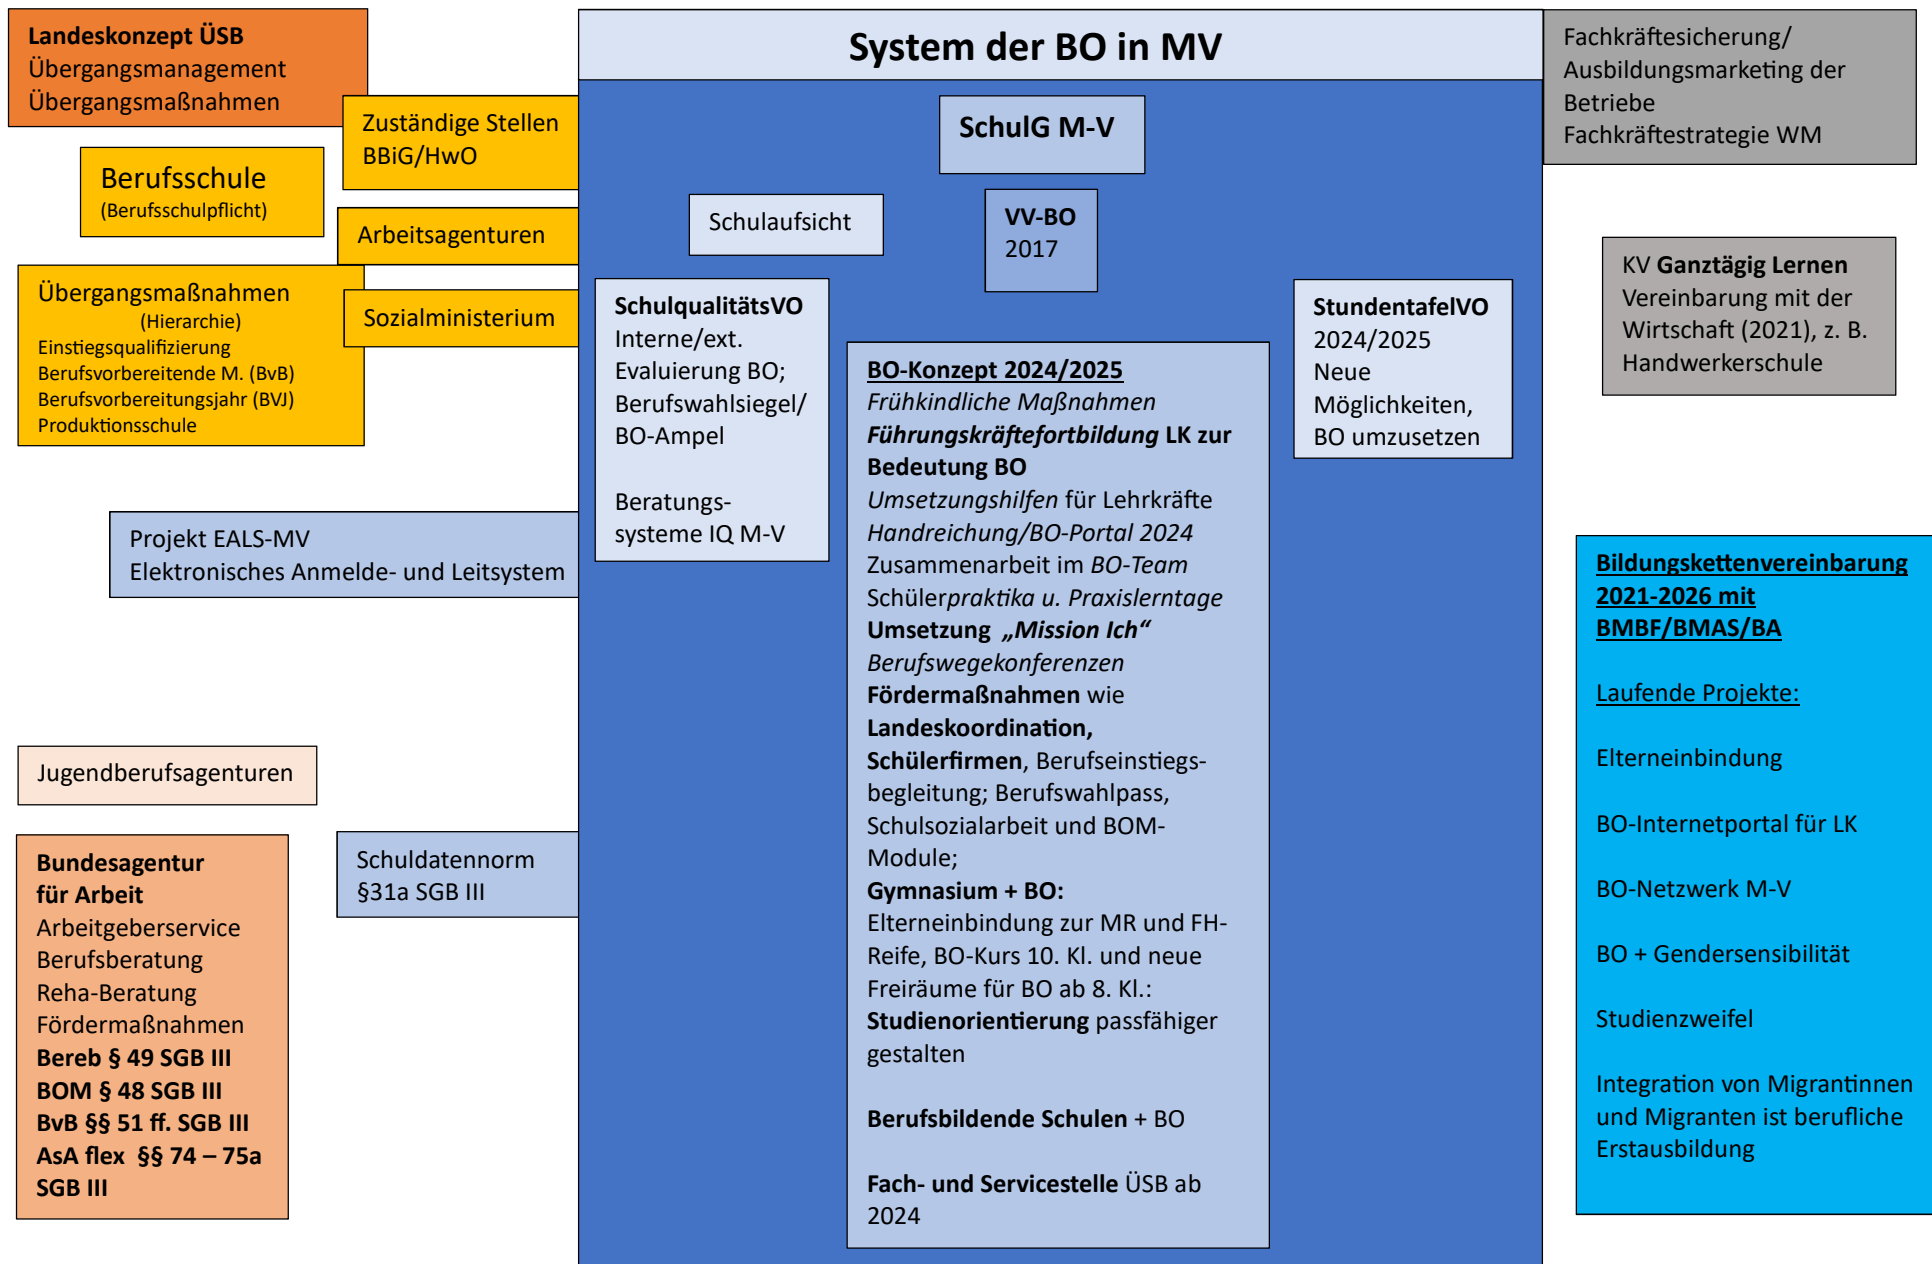 Landeskonzept ÜSB
Übergangsmanagement
Übergangsmaßnahmen
System der BO in MV
Fachkräftesicherung/
Ausbildungsmarketing der
Betriebe
Fachkräftestrategie WM
Zuständige Stellen
BBiG/HwO
SchulG M-V
Berufsschule
(Berufsschulpflicht)
Arbeitsagenturen
Schulaufsicht
VV-BO
2017
KV Ganztägig Lernen
Vereinbarung mit der
Wirtschaft (2021), z. B.
Handwerkerschule
Übergangsmaßnahmen
(Hierarchie)
Einstiegsqualifizierung
Berufsvorbereitende M. (BvB)
Berufsvorbereitungsjahr (BVJ)
Produktionsschule
Sozialministerium
SchulqualitätsVO
Interne/ext.
Evaluierung BO;
Berufswahlsiegel/
BO-Ampel
Beratungs-
systeme IQ M-V
StundentafelVO
2024/2025
Neue
Möglichkeiten,
BO umzusetzen
BO-Konzept 2024/2025
Frühkindliche Maßnahmen
Führungskräftefortbildung LK zur
Bedeutung BO
Umsetzungshilfen für Lehrkräfte
Handreichung/BO-Portal 2024
Zusammenarbeit im BO-Team
Schülerpraktika u. Praxislerntage
Umsetzung „Mission Ich“
Berufswegekonferenzen
Fördermaßnahmen wie
Landeskoordination,
Schülerfirmen, Berufseinstiegs-
begleitung; Berufswahlpass,
Schulsozialarbeit und BOM-
Module;
Gymnasium + BO:
Elterneinbindung zur MR und FH-
Reife, BO-Kurs 10. Kl. und neue
Freiräume für BO ab 8. Kl.:
Studienorientierung passfähiger
gestalten
Berufsbildende Schulen + BO
Fach- und Servicestelle ÜSB ab
2024
Projekt EALS-MV
Elektronisches Anmelde- und Leitsystem
Jugendberufsagenturen
Bundesagentur
für Arbeit
Arbeitgeberservice
Berufsberatung
Reha-Beratung
Fördermaßnahmen
Bereb § 49 SGB III
BOM § 48 SGB III
BvB §§ 51 ff. SGB III
AsA flex §§ 74 – 75a
SGB III
Schuldatennorm
§31a SGB III
Bildungskettenvereinbarung
2021-2026 mit
BMBF/BMAS/BA
Laufende Projekte:
Elterneinbindung
BO-Internetportal für LK
BO-Netzwerk M-V
BO + Gendersensibilität
Studienzweifel
Integration von Migrantinnen
und Migranten ist berufliche
Erstausbildung